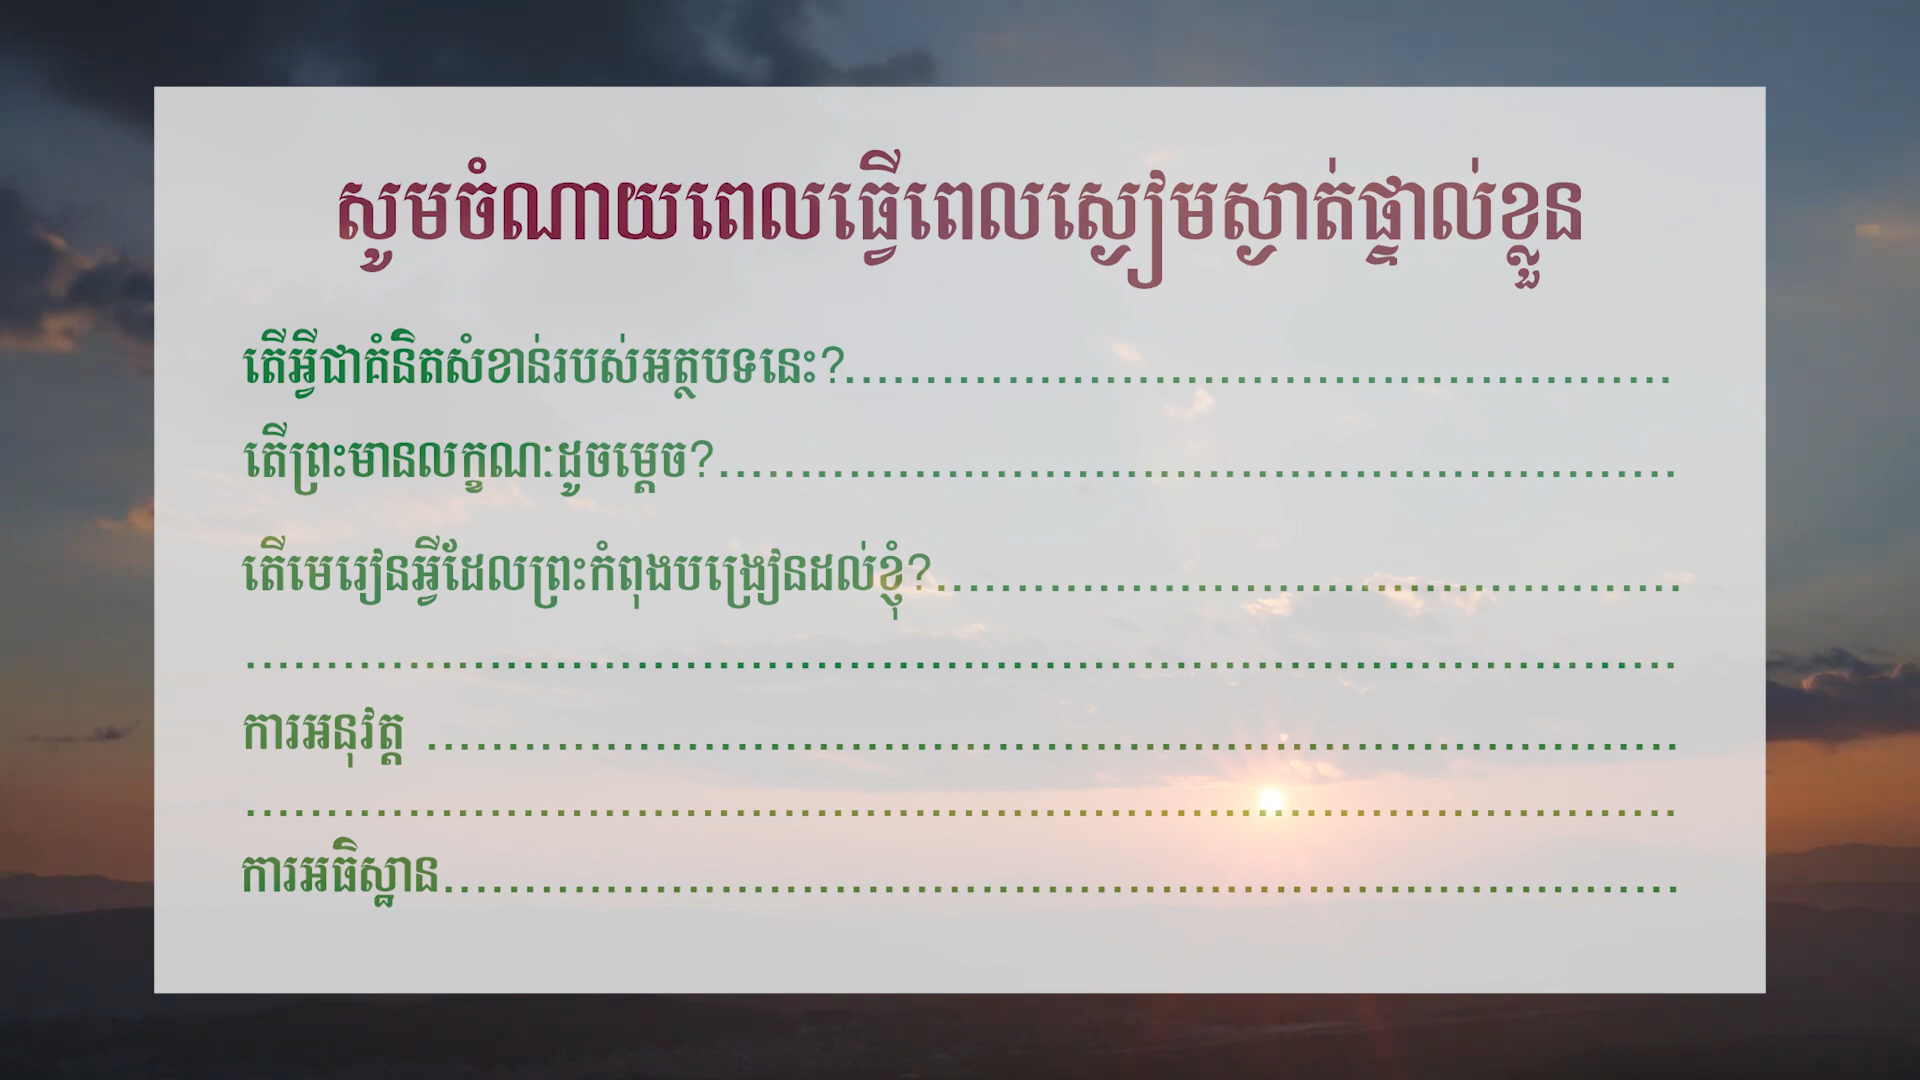 សូមចំណាយពេលធ្វើពេលស្ងៀមស្ងាត់ផ្ទាល់ខ្លួន
តើអ្វីជាគំនិតសំខាន់របស់អត្ថបទនេះ?....................................................
តើព្រះមានលក្ខណៈដូចម្ដេច?............................................................
តើមេរៀនអ្វីដែលព្រះកំពុងបង្រៀនដល់ខ្ញុំ?...............................................
..........................................................................................
ការអនុវត្ត ...............................................................................
..........................................................................................
ការអធិស្ឋាន..............................................................................